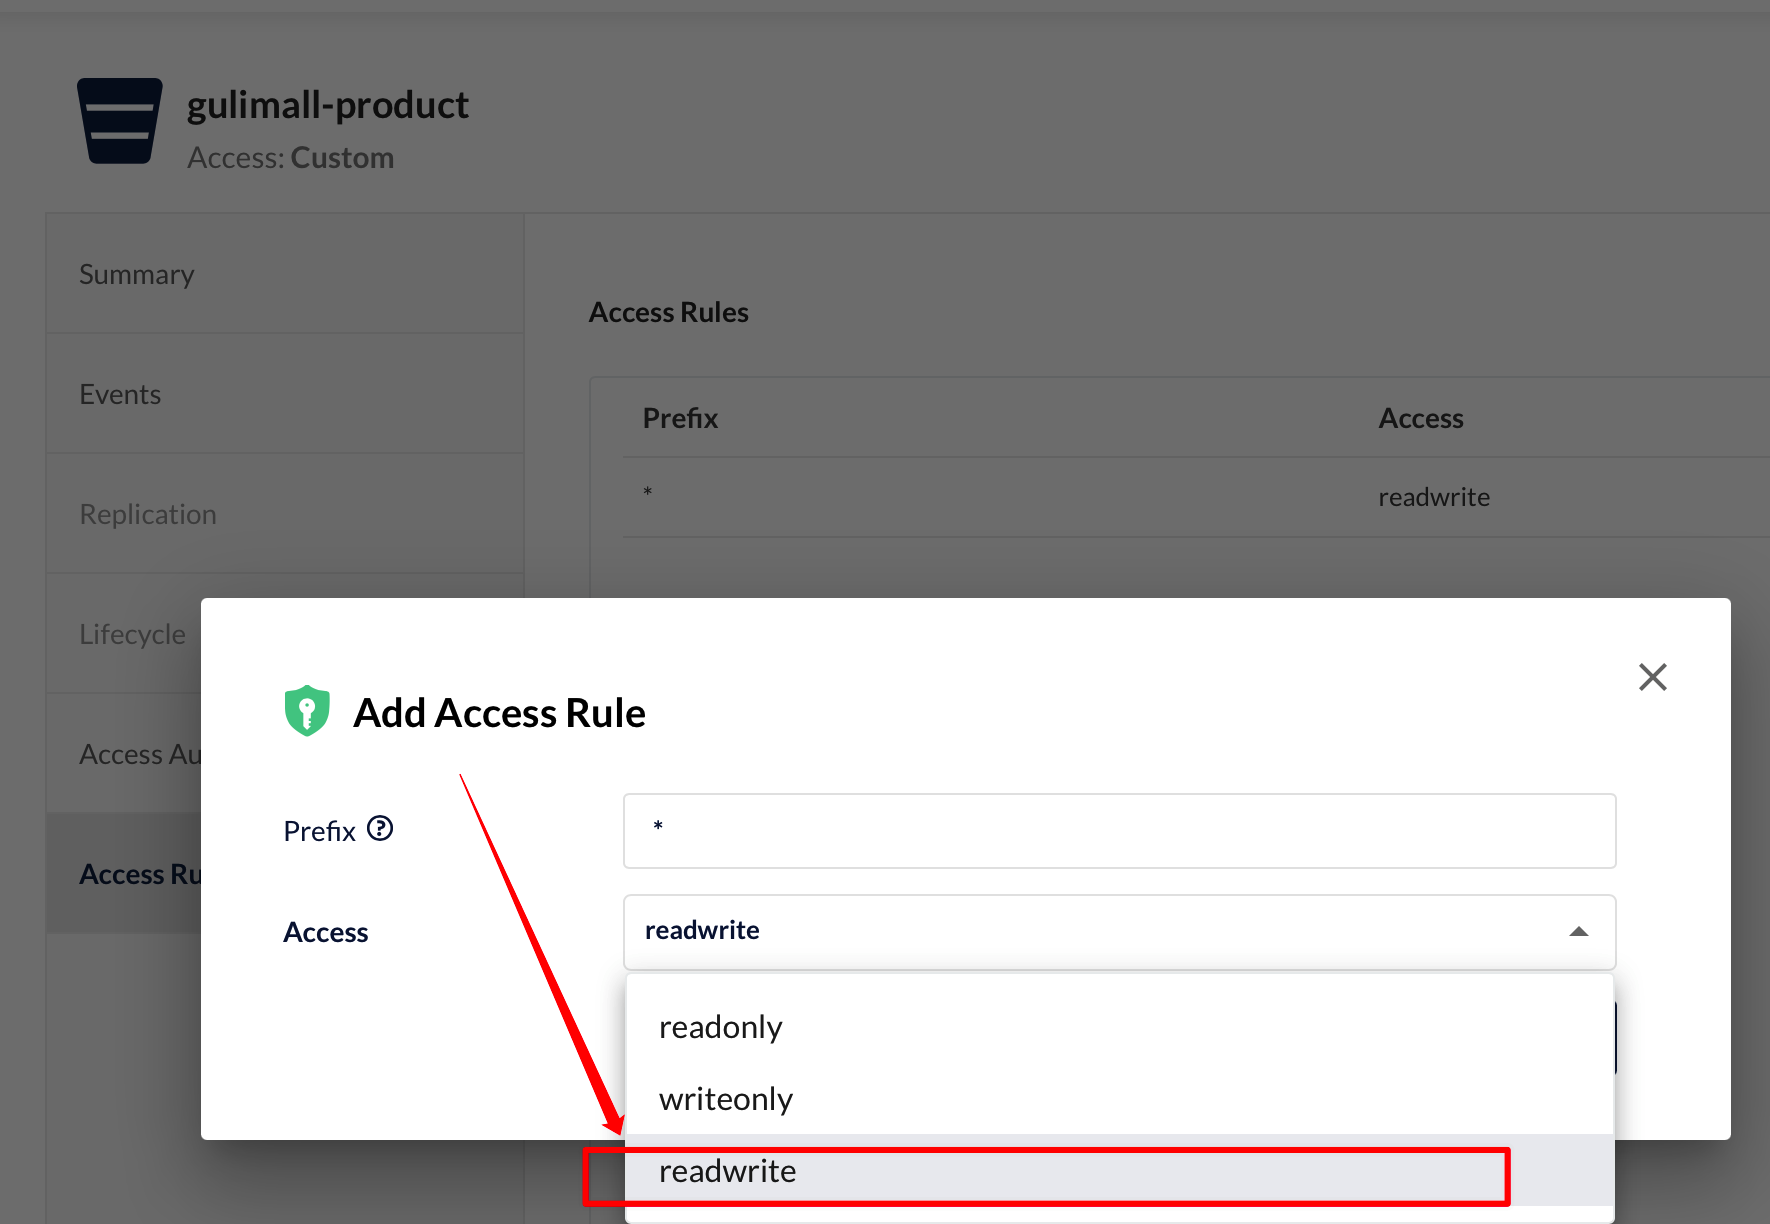 gulimall-product
Access: Custom
Summary
Events
Replication
Lifecycle
Access Au
Access Ru
Access Rules
Prefix Access
* readwrite
Add Access Rule
Prefix ?
*
Access
readwrite
readonly
writeonly
readwrite